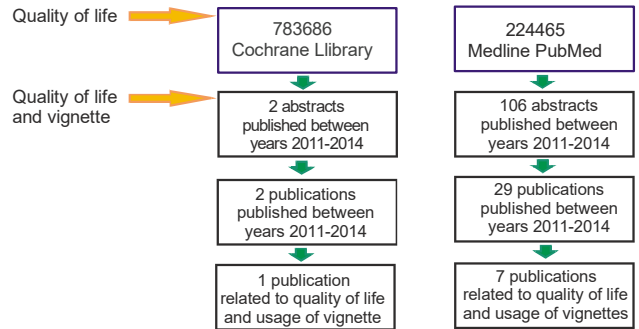 Quality of life
783686
Cochrane Llibrary
224465
Medline PubMed
Quality of life
and vignette
2 abstracts
published between
years 2011-2014
106 abstracts
published between
years 2011-2014
2 publications
published between
years 2011-2014
29 publications
published between
years 2011-2014
1 publication
related to quality of life
and usage of vignette
7 publications
related to quality of life
and usage of vignettes